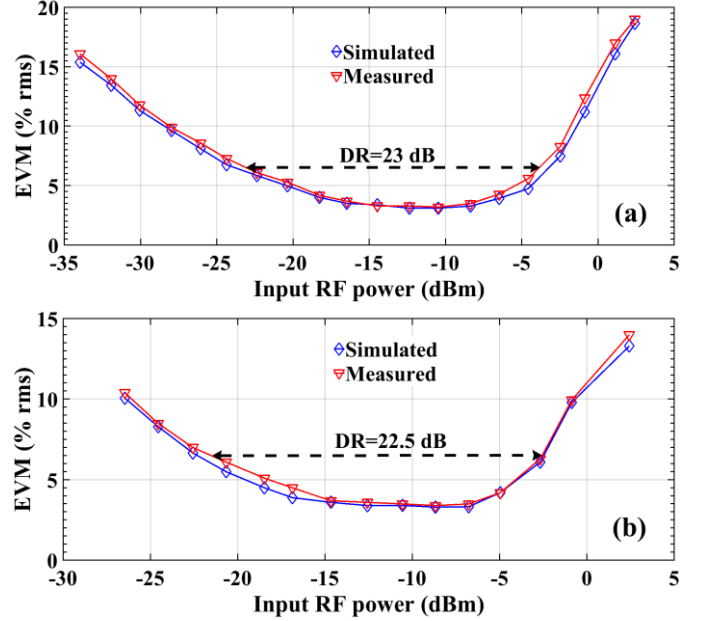 20
15
10
5
0
EVM (% rms)
Simulated
Measured
DR=23 dB
(a)
-35 -30 -25 -20 -15 -10 -5 0 5
Input RF power (dBm)
15
10
5
0
EVM (% rms)
Simulated
Measured
DR=22.5 dB
(b)
-30 -25 -20 -15 -10 -5 0 5
Input RF power (dBm)